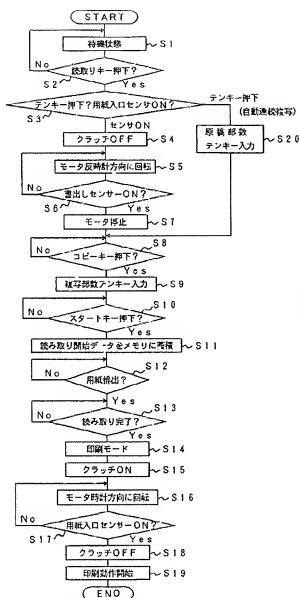 START
待機状態
S1
No
読取りキー押下?
S2
Yes
テンキー押下?用紙入口センサON?
S3
テンキー押下
(自動連続複写)
センサON
クラッチOFF
S4
原稿部数
テンキー入力
S20
モータ反時計方向に回転
S5
No
書出しセンサーON?
S6
Yes
モータ停止
S7
S8
No
コピーキー押下?
Yes
複写部数テンキー入力
S9
S10
No
スタートキー押下?
Yes
読み取り開始データをメモリに蓄積
S11
S12
No
用紙排出?
Yes
S13
No
読み取り完了?
Yes
印刷モード
S14
クラッチON
S15
モータ時計方向に回転
S16
No
用紙入口センサーON?
S17
Yes
クラッチOFF
S18
印刷動作開始
S19
END